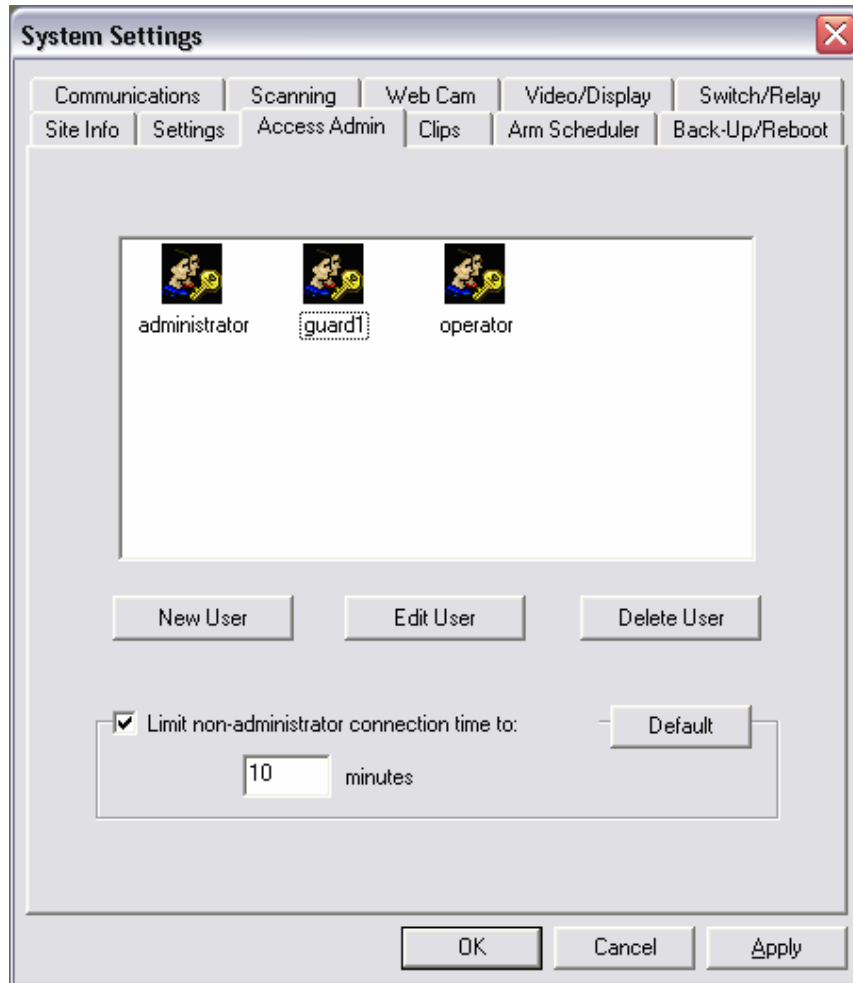 System Settings
Communications Scanning Web Cam Video/Display Switch/Relay
Site Info Settings Access Admin Clips Arm Scheduler Back-Up/Reboot
administrator guard1 operator
New User Edit User Delete User
Limit non-administrator connection time to: Default
10 minutes
OK Cancel Apply